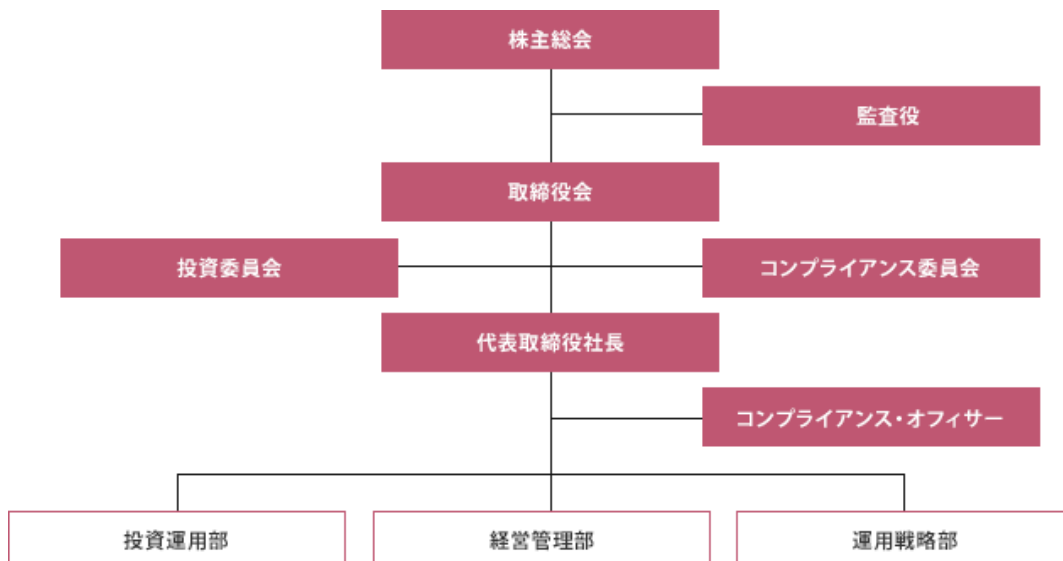 株主総会
監査役
取締役会
投資委員会
コンプライアンス委員会
代表取締役社長
コンプライアンス・オフィサー
投資運用部
経営管理部
運用戦略部